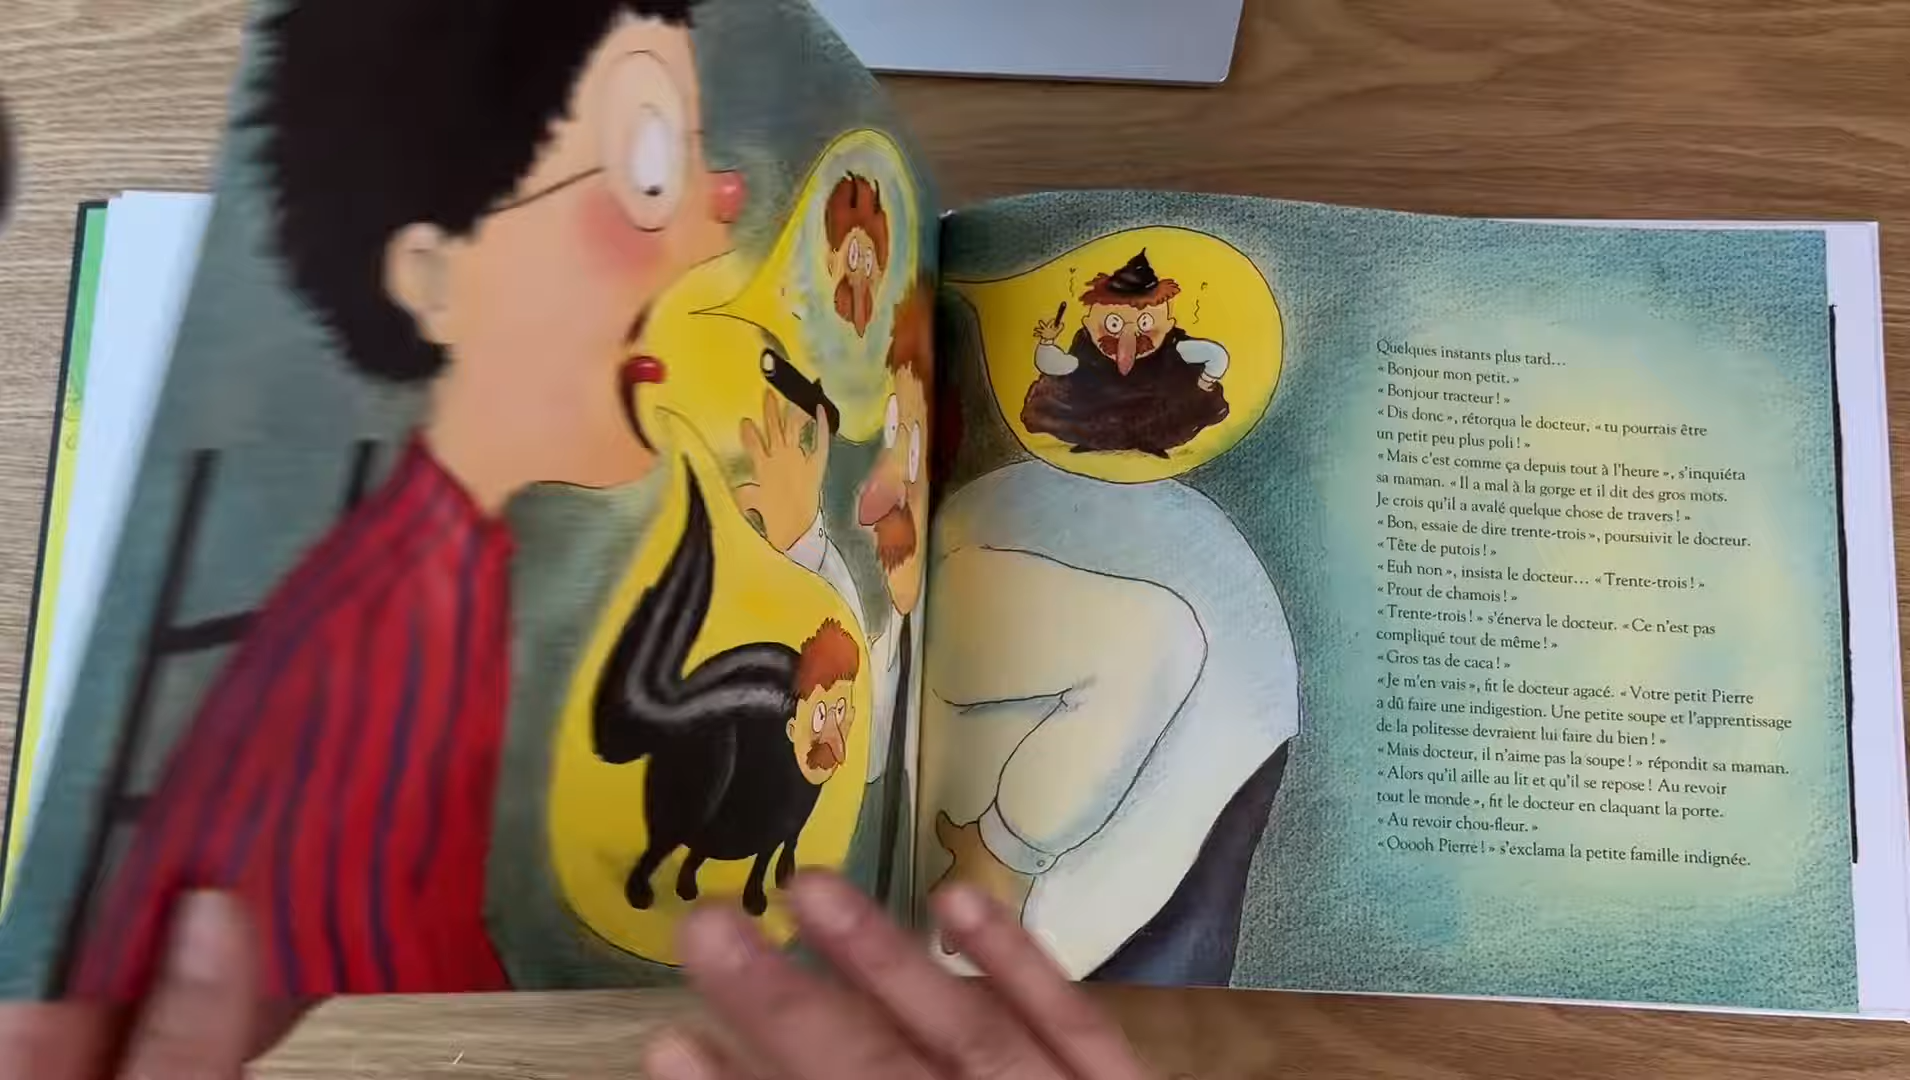 Quelques instants plus tard…
« Bonjour mon petit. »
« Bonjour tracteur ! »
« Dis donc », rétorqua le docteur, « tu pourrais être
un petit peu plus poli ! »
« Mais c'est comme ça depuis tout à l'heure », s'inquiéta
sa maman. « Il a mal à la gorge et il dit des gros mots.
Je crois qu'il a avalé quelque chose de travers ! »
« Bon, essaie de dire trente-trois », poursuivit le docteur.
« Tête de putois ! »
« Euh non », insista le docteur… « Trente-trois ! »
« Prout de chamois ! »
« Trente-trois ! » s'énerva le docteur. « Ce n'est pas
compliqué tout de même ! »
« Gros tas de caca ! »
« Je m'en vais », fit le docteur agacé. « Votre petit Pierre
a dû faire une indigestion. Une petite soupe et l'apprentissage
de la politesse devraient lui faire du bien ! »
« Mais docteur, il n'aime pas la soupe ! » répondit sa maman.
« Alors qu'il aille au lit et qu'il se repose ! Au revoir
tout le monde », fit le docteur en claquant la porte.
« Au revoir chou-fleur. »
« Ooooh Pierre ! » s'exclama la petite famille indignée.